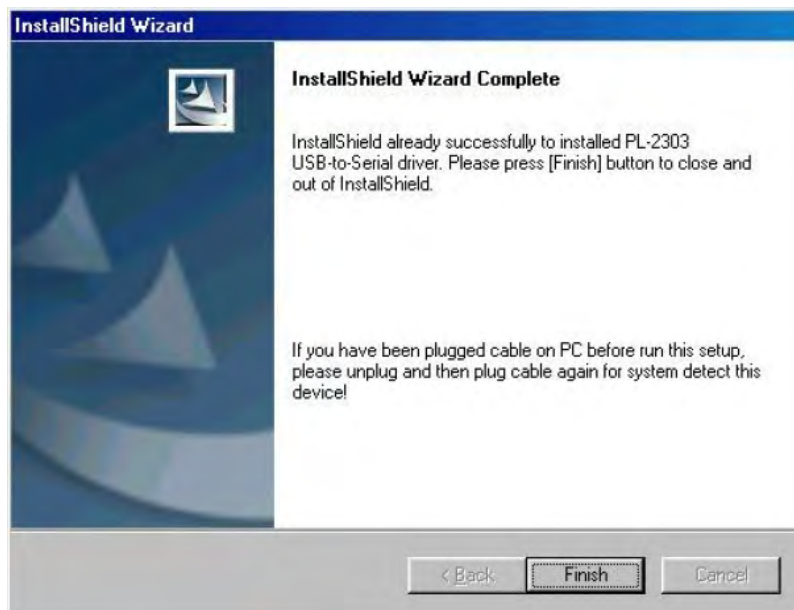 InstallShield Wizard
InstallShield Wizard Complete
InstallShield already successfully to installed PL-2303
USB-to-Serial driver. Please press [Finish] button to close and
out of InstallShield.
If you have been plugged cable on PC before run this setup,
please unplug and then plug cable again for system detect this
device!
< Back
Finish
Cancel